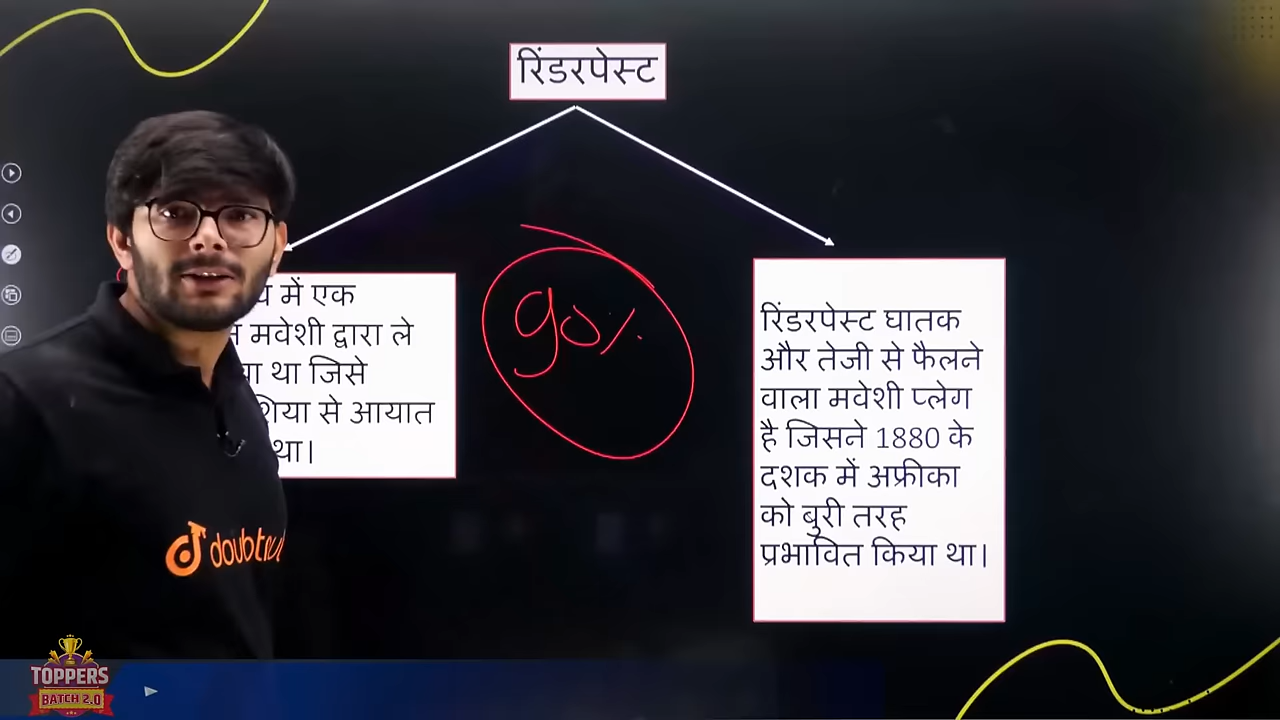 रिंडरपेस्ट
में एक
मवेशी द्वारा ले
था जिसे
से आयात
था।
90%
रिंडरपेस्ट घातक
और तेजी से फैलने
वाला मवेशी प्लेग
है जिसने 1880 के
दशक में अफ्रीका
को बुरी तरह
प्रभावित किया था।
doubtnut
TOPPERS
BATCH 2.0